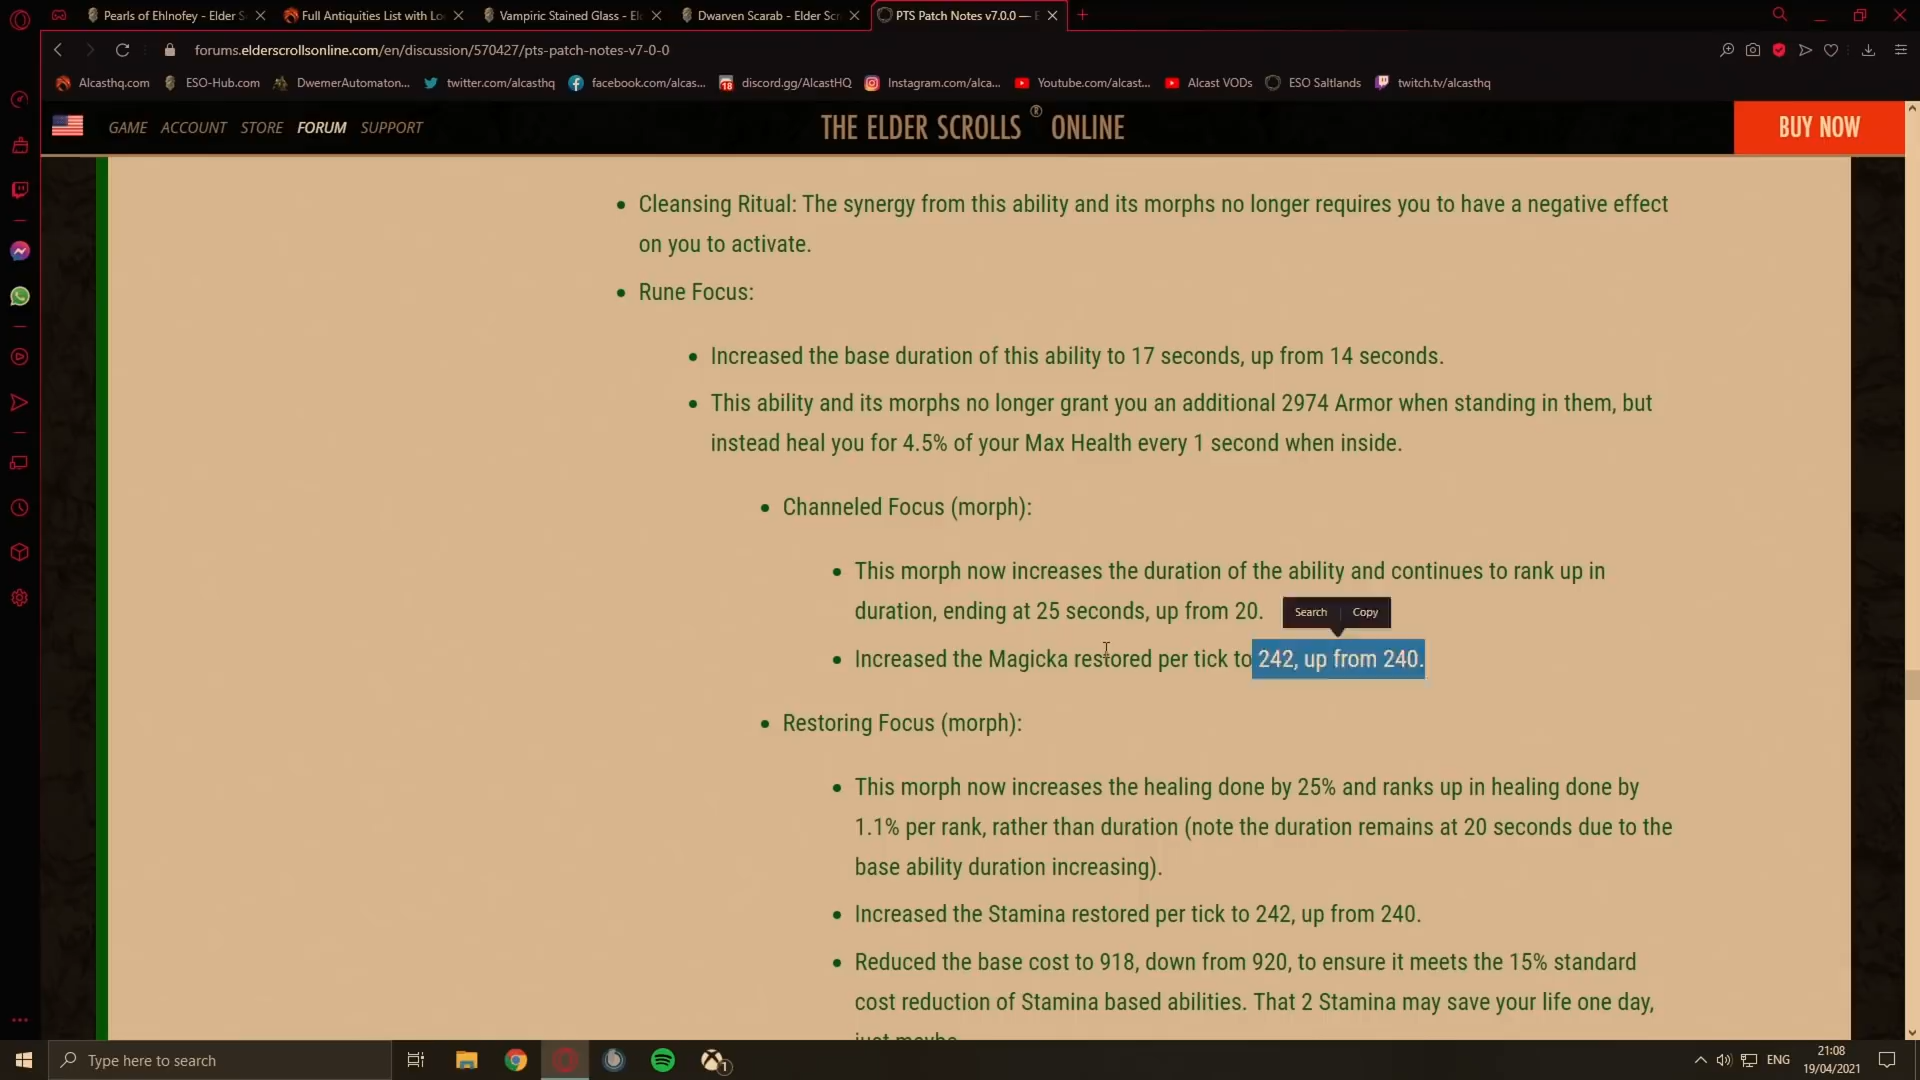 Pearls of Ehlnofey - Elder S
Full Antiquities List with Lo
Vampiric Stained Glass - El
Dwarven Scarab - Elder Scr
PTS Patch Notes v7.0.0 — E
forums.elderscrollsonline.com/en/discussion/570427/pts-patch-notes-v7-0-0
Alcasthq.com
ESO-Hub.com
DwemerAutomaton...
twitter.com/alcasthq
facebook.com/alcas...
18
discord.gg/AlcastHQ
Instagram.com/alca...
Youtube.com/alcast...
Alcast VODs
ESO Saltlands
twitch.tv/alcasthq
GAME ACCOUNT STORE FORUM SUPPORT
THE ELDER SCROLLS ® ONLINE
BUY NOW
• Cleansing Ritual: The synergy from this ability and its morphs no longer requires you to have a negative effect
on you to activate.
• Rune Focus:
• Increased the base duration of this ability to 17 seconds, up from 14 seconds.
• This ability and its morphs no longer grant you an additional 2974 Armor when standing in them, but
instead heal you for 4.5% of your Max Health every 1 second when inside.
• Channeled Focus (morph):
• This morph now increases the duration of the ability and continues to rank up in
duration, ending at 25 seconds, up from 20.
Search Copy
• Increased the Magicka restored per tick to 242, up from 240.
• Restoring Focus (morph):
• This morph now increases the healing done by 25% and ranks up in healing done by
1.1% per rank, rather than duration (note the duration remains at 20 seconds due to the
base ability duration increasing).
• Increased the Stamina restored per tick to 242, up from 240.
• Reduced the base cost to 918, down from 920, to ensure it meets the 15% standard
cost reduction of Stamina based abilities. That 2 Stamina may save your life one day,
just maybe.
Type here to search
1
ENG
21:08
19/04/2021